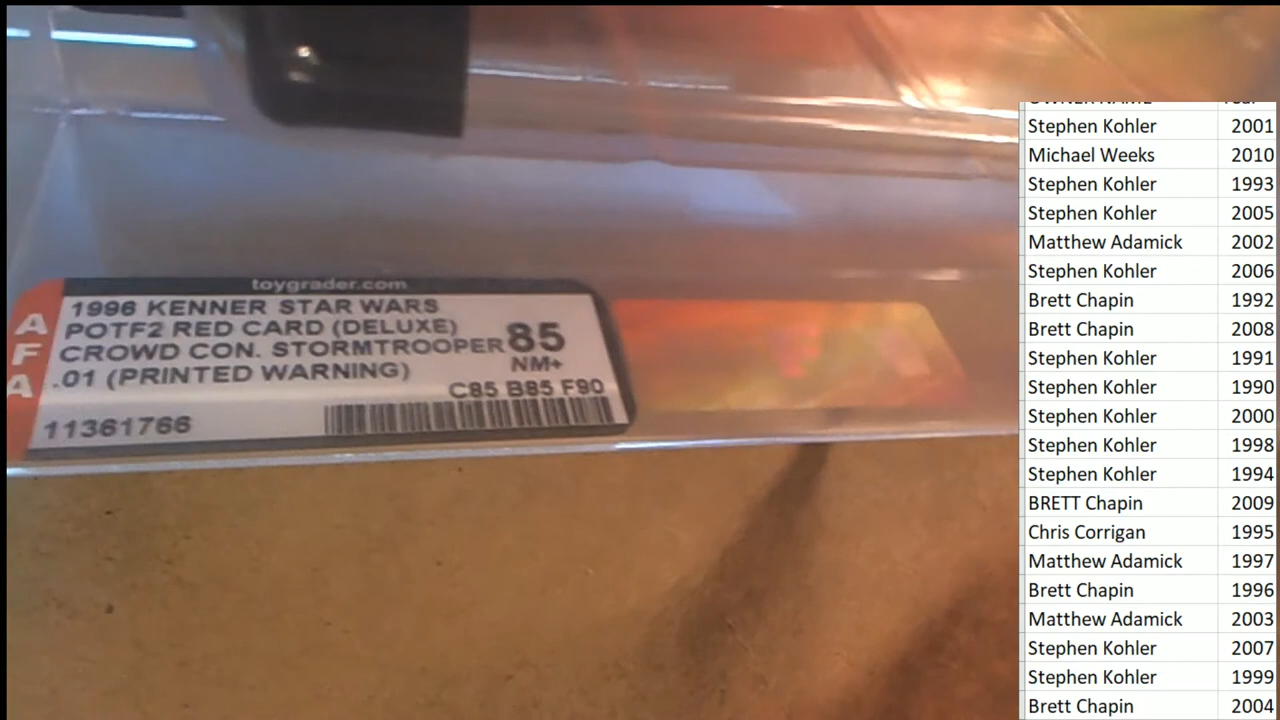 toygrader.com
AFA
1996 KENNER STAR WARS
POTF2 RED CARD (DELUXE)
CROWD CON. STORMTROOPER
.01 (PRINTED WARNING)
85
NM+
C85 B85 F90
11361766
OWNER NAME Year
Stephen Kohler 2001
Michael Weeks 2010
Stephen Kohler 1993
Stephen Kohler 2005
Matthew Adamick 2002
Stephen Kohler 2006
Brett Chapin 1992
Brett Chapin 2008
Stephen Kohler 1991
Stephen Kohler 1990
Stephen Kohler 2000
Stephen Kohler 1998
Stephen Kohler 1994
BRETT Chapin 2009
Chris Corrigan 1995
Matthew Adamick 1997
Brett Chapin 1996
Matthew Adamick 2003
Stephen Kohler 2007
Stephen Kohler 1999
Brett Chapin 2004